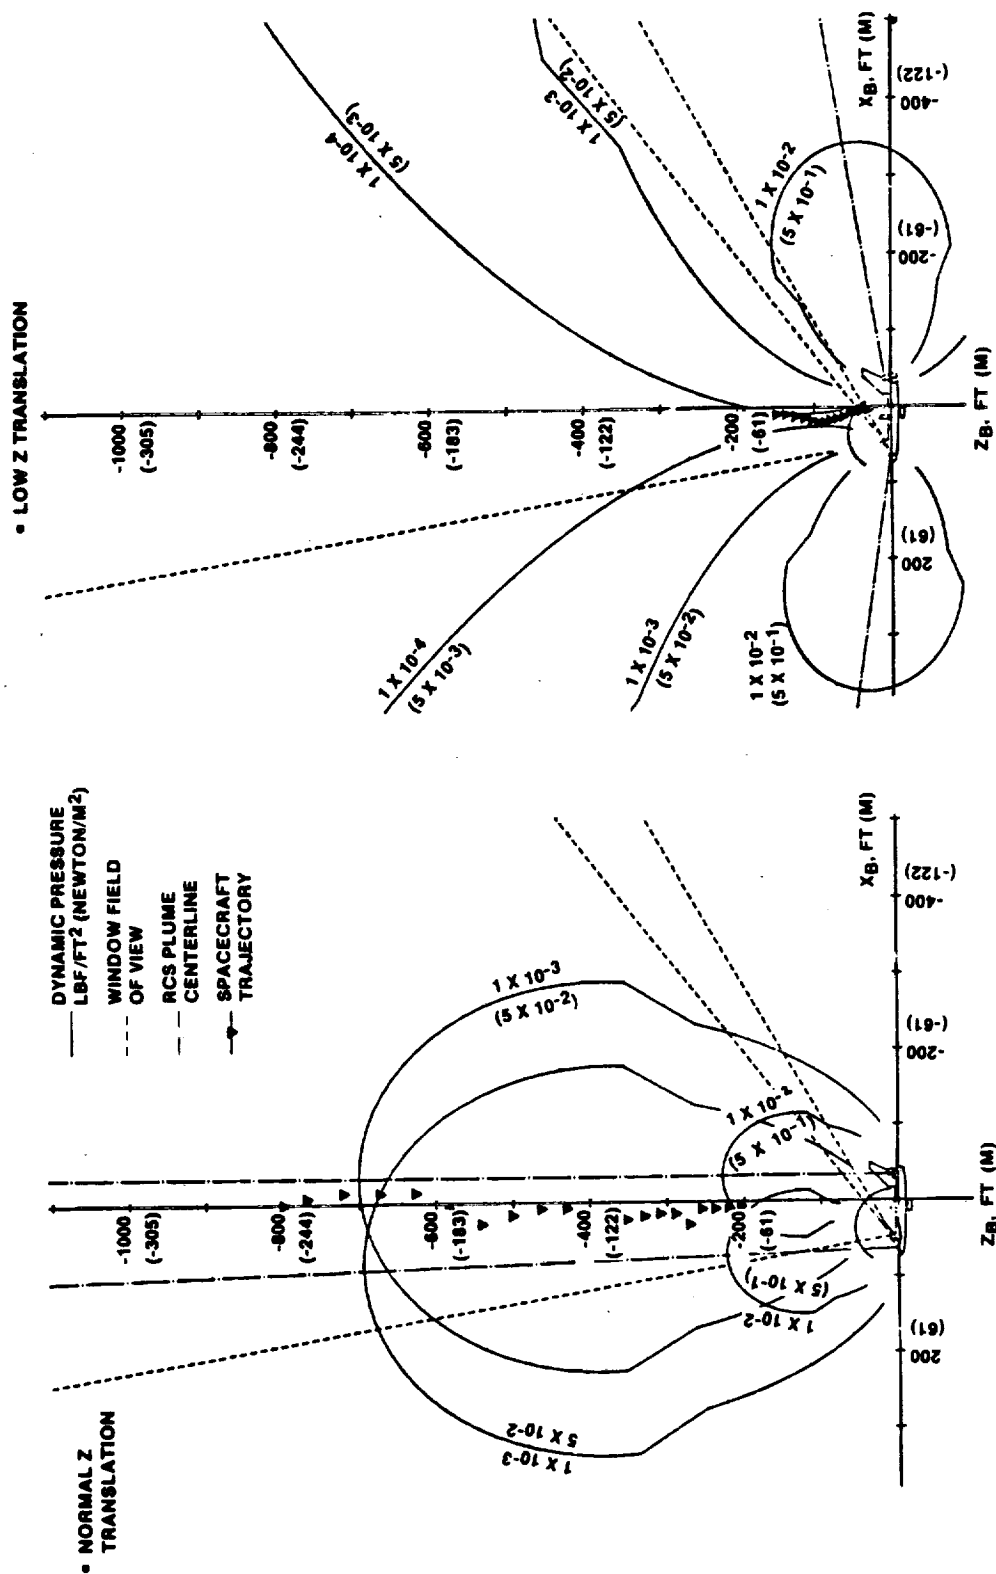 • NORMAL Z
TRANSLATION
DYNAMIC PRESSURE
LBF/FT² (NEWTON/M²)
WINDOW FIELD
OF VIEW
RCS PLUME
CENTERLINE
SPACECRAFT
TRAJECTORY
-1000
(-305)
-800
(-244)
-600
(-183)
-400
(-122)
-200
(-61)
1 X 10-3
(5 X 10-2)
1 X 10-2
(5 X 10-1)
(5 X 10-1)
1 X 10-2
5 X 10-2
1 X 10-3
200
(61)
-200
(-61)
-400
(-122)
XB, FT (M)
ZB, FT (M)
• LOW Z TRANSLATION
-1000
(-305)
-800
(-244)
-600
(-183)
-400
(-122)
-200
(-61)
1 X 10-4
(5 X 10-3)
1 X 10-3
(5 X 10-2)
1 X 10-2
(5 X 10-1)
(5 X 10-3)
1 X 10-4
(5 X 10-2)
1 X 10-3
1 X 10-2
(5 X 10-1)
200
(61)
-200
(-61)
-400
(-122)
XB, FT (M)
ZB, FT (M)